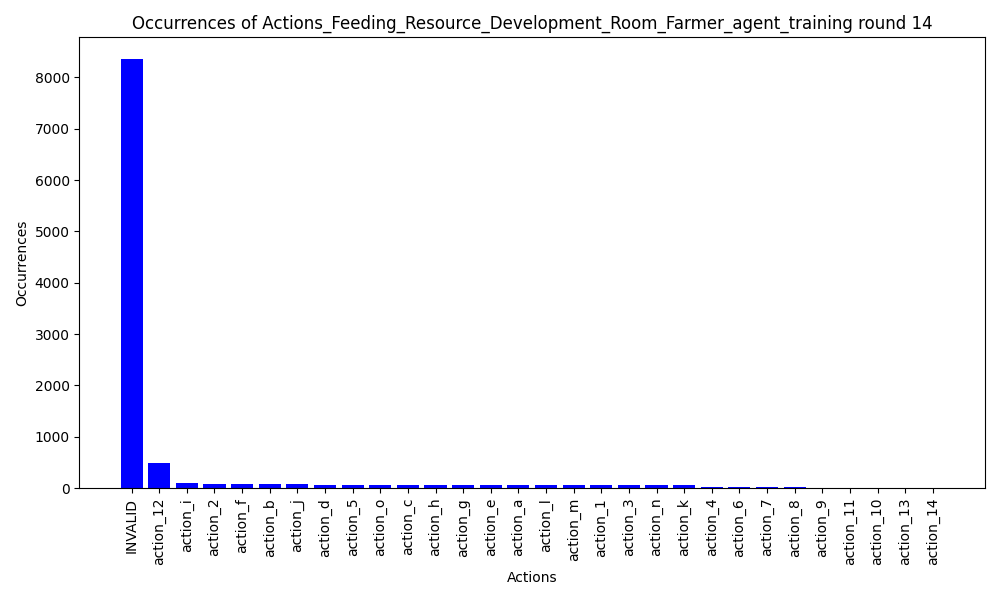 Occurrences of Actions_Feeding_Resource_Development_Room_Farmer_agent_training round 14
Occurrences
8000
7000
6000
5000
4000
3000
2000
1000
0
INVALID
action_12
action_i
action_2
action_f
action_b
action_j
action_d
action_5
action_o
action_c
action_h
action_g
action_e
action_a
action_l
action_m
action_1
action_3
action_n
action_k
action_4
action_6
action_7
action_8
action_9
action_11
action_10
action_13
action_14
Actions